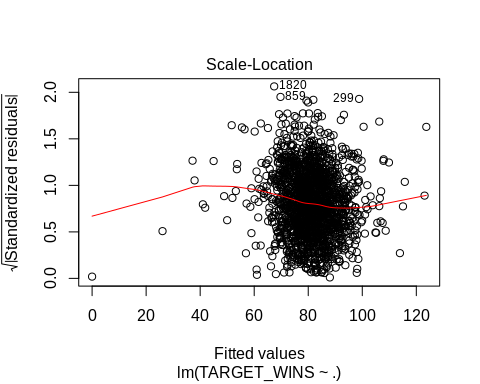 Scale-Location
√|Standardized residuals|
2.0
1.5
1.0
0.5
0.0
1820
859
299
0 20 40 60 80 100 120
Fitted values
lm(TARGET_WINS ~ .)